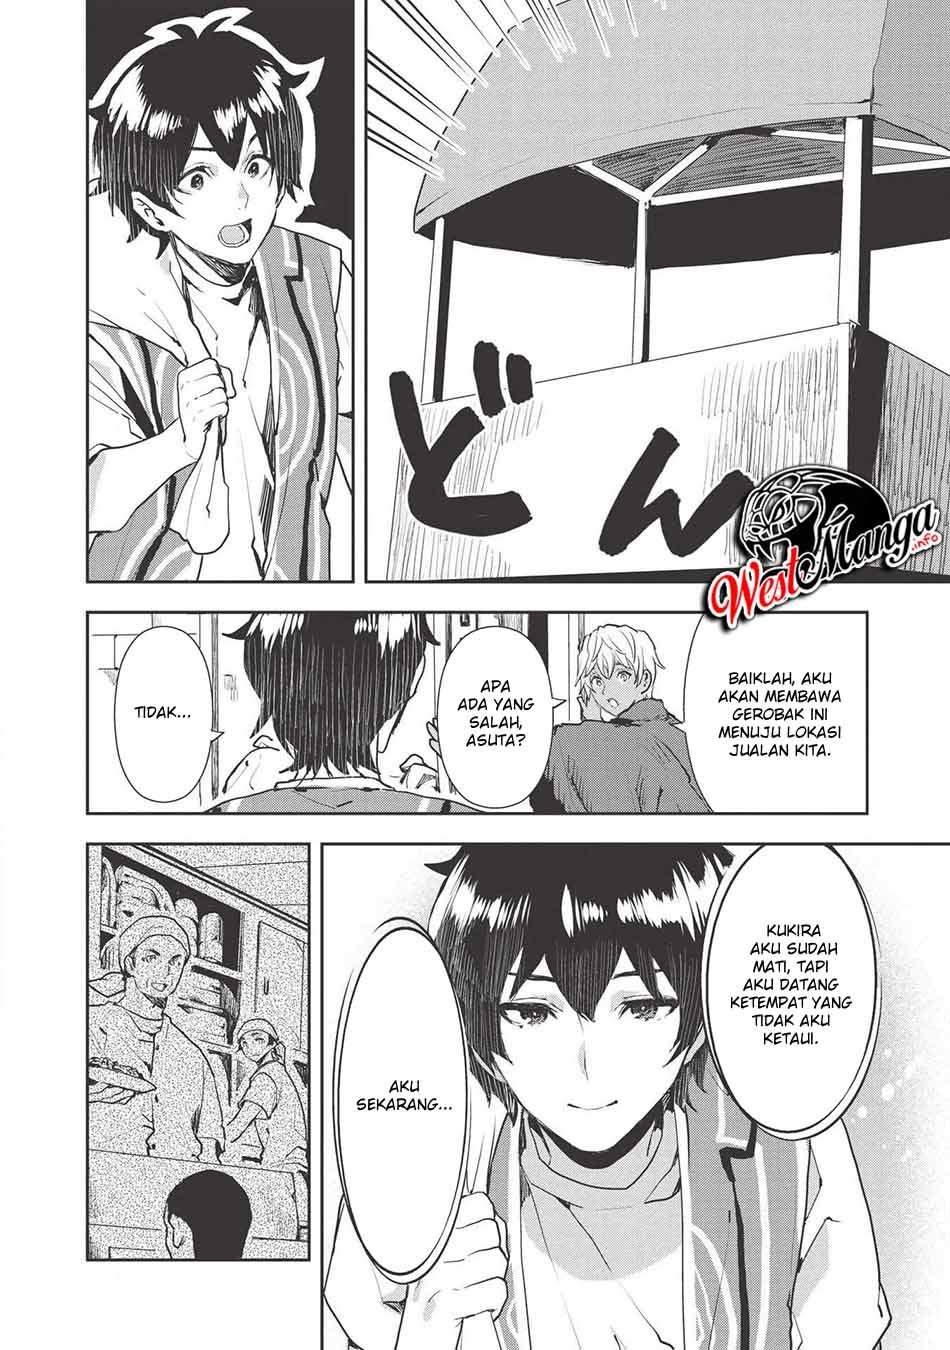 どん
WestManga
.info
BAIKLAH, AKU
AKAN MEMBAWA
GEROBAK INI
MENUJU LOKASI
JUALAN KITA.
APA
ADA YANG
SALAH,
ASUTA?
TIDAK...
KUKIRA
AKU SUDAH
MATI, TAPI
AKU DATANG
KETEMPAT YANG
TIDAK AKU
KETAUI.
AKU
SEKARANG...